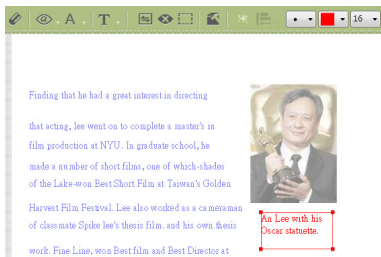 A
T
16
Finding that he had a great interest in directing
that acting, lee went on to complete a master's in
film production at NYU. In graduate school, he
made a number of short films, one of which-shades
of the Lake-won Best Short Film at Taiwan's Golden
Harvest Film Festival. Lee also worked as a cameraman
of classmate Spike lee's thesis film. and his own thesis
work. Fine Line, won Best film and Best Director at
An Lee with his
Oscar statuette.